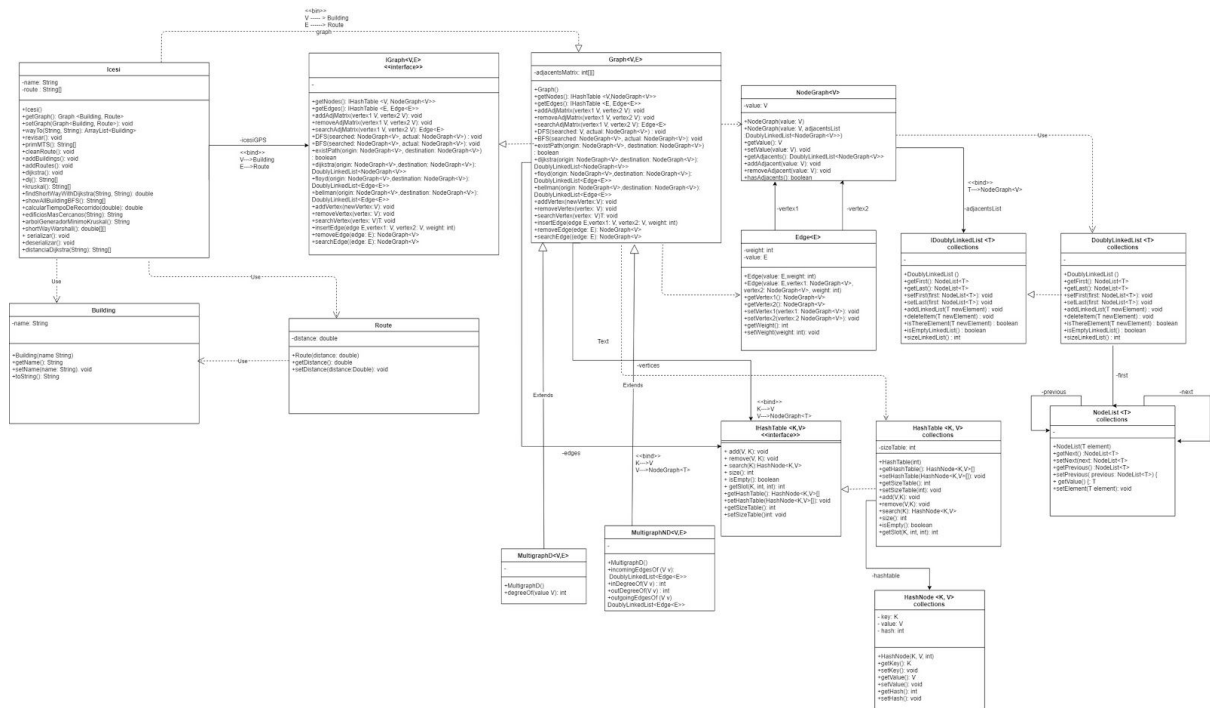 <<bin>>
V ----- > Building
E ------> Route
graph
Icesi
-name: String
-route : String[]
+Icesi()
+getGraph(): Graph <Building, Route>
+setGraph(Graph<Building, Route>): void
+wayTo(String, String): ArrayList<Building>
+revisar(): void
+primMTS(): String[]
+cleanRoute(): void
+addBuildings(): void
+addRoutes(): void
+dijkstra(): void
+dij(): String[]
+kruskal(): String[]
+findShortWayWithDijkstra(String, String): double
+showAllBuildingBFS(): String[]
+calcularTiempoDeRecorrido(double): double
+edificiosMasCercanos(String): String
+arbolGeneradorMinimoKruskal(): String
+shortWayWarshall(): double[][]
+ serializar(): void
+deserializar(): void
+distanciaDijkstra(String): String[]
-icesiGPS
<<bind>>
V--->Building
E--->Route
IGraph<V,E>
<<interface>>
-
+getNodes(): IHashTable <V,NodeGraph<V>>
+getEdges(): IHashTable <E, Edge<E>>
+addAdjMatrix(vertex1 V, vertex2 V): void
+removeAdjMatrix(vertex1 V, vertex2 V): void
+searchAdjMatrix(vertex1: V, vertex2 V): Edge<E>
+DFS(searched: V, actual: NodeGraph<V>): void
+BFS(searched: V, actual: NodeGraph<V>): void
+existPath(origin: NodeGraph<V>, destination: NodeGraph<V>)
: boolean
+dijkstra(origin: NodeGraph<V>,destination: NodeGraph<V>):
DoublyLinkedList<NodeGraph<V>>
+floyd(origin: NodeGraph<V>,destination: NodeGraph<V>):
DoublyLinkedList<Edge<E>>
+bellman(origin: NodeGraph<V>,destination: NodeGraph<V>):
DoublyLinkedList<Edge<E>>
+addVertex(newVertex: V): void
+removeVertex(vertex: V): void
+searchVertex(vertex: V)T: void
+insertEdge(edge E,vertex1: V, vertex2: V, weight: int)
+removeEdge(edge: E): NodeGraph<V>
+searchEdge(edge: E): NodeGraph<V>
Graph<V,E>
-adjacentsMatrix: int[][]
+Graph()
+getNodes(): IHashTable <V,NodeGraph<V>>
+getEdges(): IHashTable <E, Edge<E>>
+addAdjMatrix(vertex1 V, vertex2 V): void
+removeAdjMatrix(vertex1 V, vertex2 V): void
+searchAdjMatrix(vertex1: V, vertex2 V): Edge<E>
+DFS(searched: V, actual: NodeGraph<V>): void
+BFS(searched: V, actual: NodeGraph<V>): void
+existPath(origin: NodeGraph<V>, destination: NodeGraph<V>)
: boolean
+dijkstra(origin: NodeGraph<V>,destination: NodeGraph<V>):
DoublyLinkedList<NodeGraph<V>>
+floyd(origin: NodeGraph<V>,destination: NodeGraph<V>):
DoublyLinkedList<Edge<E>>
+bellman(origin: NodeGraph<V>,destination: NodeGraph<V>):
DoublyLinkedList<Edge<E>>
+addVertex(newVertex: V): void
+removeVertex(vertex: V): void
+searchVertex(vertex: V)T: void
+insertEdge(edge E,vertex1: V, vertex2: V, weight: int)
+removeEdge(edge: E): NodeGraph<V>
+searchEdge((edge: E): NodeGraph<V>
NodeGraph<V>
-value: V
+NodeGraph(value: V)
+NodeGraph(value: V, adjacentsList
DoublyLinkedList<NodeGraph<V>>)
+getValue(): V
+setValue(value: V): void
+getAdjacents(): DoublyLinkedList<NodeGraph<V>
+addAdjacent(value: V): void
+removeAdjacent(value: V): void
+hasAdjacents(): boolean
Use
<<bind>>
T--->NodeGraph<V>
-adjacentsList
-vertex1
-vertex2
Edge<E>
-weight: int
-value: E
+Edge(value: E,weight: int)
+Edge(value: E,vertex1: NodeGraph<V>,
vertex2: NodeGraph<V>, weight: int)
+getVertex1(): NodeGraph<V>
+getVertex2(): NodeGraph<V>
+setVertex1(vertex1: NodeGraph<V>): void
+setVertex2(vertex:2 NodeGraph<V>): void
+getWeight(): int
+setWeight(weight: int): void
IDoublyLinkedList <T>
collections
-
+DoublyLinkedList ()
+getFirst(): NodeList<T>
+getLast(): NodeList<T>
+setFirst(first: NodeList<T>): void
+setLast(first: NodeList<T>): void
+addLinkedList(T newElement) : void
+deleteItem(T newElement) : void
+isThereElement(T newElement) : boolean
+isEmptyLinkedList() : boolean
+sizeLinkedList() : int
DoublyLinkedList <T>
collections
-
+DoublyLinkedList ()
+getFirst(): NodeList<T>
+getLast(): NodeList<T>
+setFirst(first: NodeList<T>): void
+setLast(first: NodeList<T>): void
+addLinkedList(T newElement) : void
+deleteItem(T newElement) : void
+isThereElement(T newElement) : boolean
+isEmptyLinkedList() : boolean
+sizeLinkedList() : int
Use
Use
Building
-name: String
+Building(name String)
+getName(): String
+setName(name: String): void
+toString(): String
Use
Route
-distance: double
+Route(distance: double)
+getDistance(): double
+setDistance(distance:Double): void
Text
-vertices
Extends
Extends
-edges
<<bind>>
K--->V
V--->NodeGraph<T>
<<bind>>
K--->V
V--->NodeGraph<T>
IHashTable <K,V>
<<interface>>
+ add(V, K): void
+ remove(V, K): void
+ search(K):HashNode<K,V>
+ size(): int
+ isEmpty(): boolean
+ getSlot(K, int, int): int
+getHashTable(): HashNode<K,V>[]
+setHashTable(HashNode<K,V>[]): void
+getSizeTable(): int
+setSizeTable()int: void
HashTable <K, V>
collections
-sizeTable: int
+HashTable(int)
+getHashTable(): HashNode<K,V>[]
+setHashTable(HashNode<K,V>[]): void
+getSizeTable(): int
+setSizeTable(int): void
+add(V,K): void
+remove(V,K): void
+search(K): HashNode<K,V>
+size(): int
+isEmpty(): boolean
+getSlot(K, int, int): int
-first
-previous
-next
NodeList <T>
collections
-
+NodeList(T element)
+getNext() :NodeList<T>
+setNext(next: NodeList<T>
+getPrevious(): NodeList<T>
+setPrevious( previous: NodeList<T>) {
+ getValue() {: T
+setElement(T element): void
MultigraphD<V,E>
-
+MultigraphD()
+degreeOf(value V): int
MultigraphND<V,E>
-
+MultigraphD()
+incomingEdgesOf (V v):
DoublyLinkedList<Edge<E>>
+inDegreeOf(V v) : int
+outDegreeOf(V v): int
+outgoingEdgesOf (V v)
DoublyLinkedList<Edge<E>>
-hashtable
HashNode <K, V>
collections
- key: K
- value: V
- hash: int
+HashNode(K, V, int)
+getKey(): K
+setKey(): void
+getValue(): V
+setValue(): void
+getHash(): int
+setHash(): void